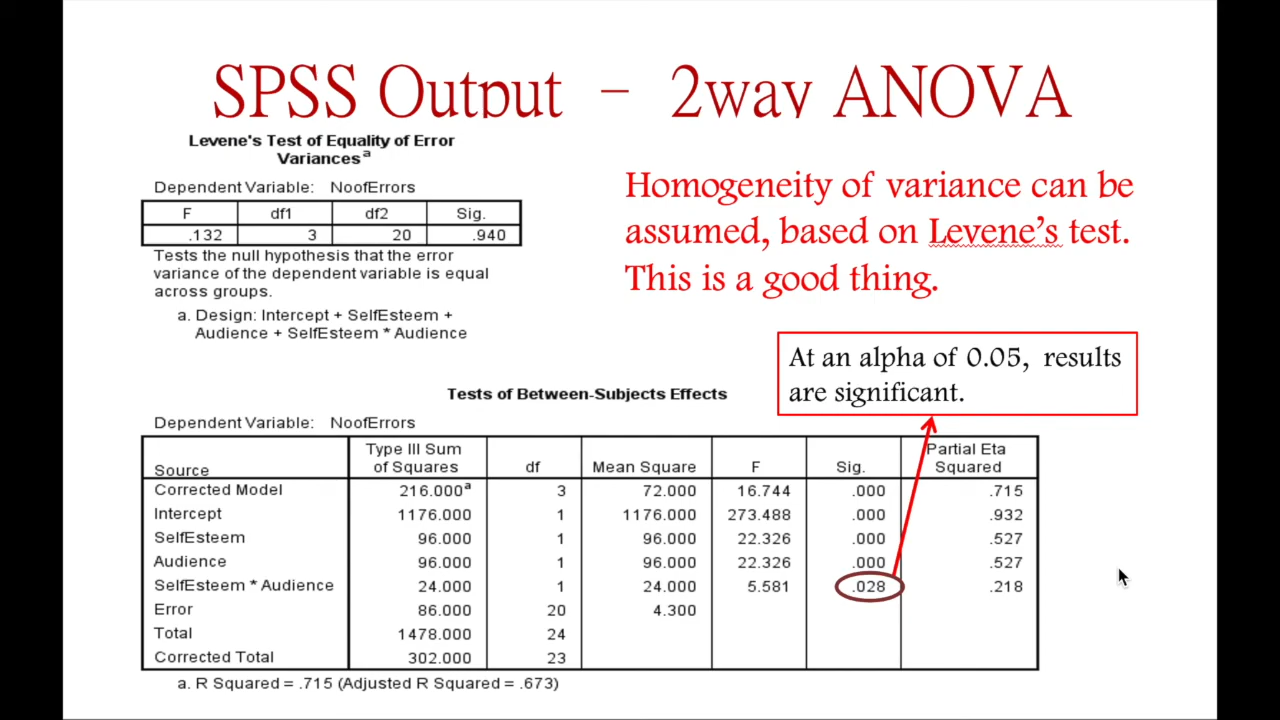 SPSS Output – 2way ANOVA
Levene's Test of Equality of Error
Variances a
Dependent Variable: NoofErrors
F df1 df2 Sig.
.132 3 20 .940
Tests the null hypothesis that the error
variance of the dependent variable is equal
across groups.
a. Design: Intercept + SelfEsteem +
Audience + SelfEsteem * Audience
Homogeneity of variance can be
assumed, based on Levene’s test.
This is a good thing.
At an alpha of 0.05, results
are significant.
Tests of Between-Subjects Effects
Dependent Variable: NoofErrors
Source Type III Sum of Squares df Mean Square F Sig. Partial Eta Squared
Corrected Model 216.000a 3 72.000 16.744 .000 .715
Intercept 1176.000 1 1176.000 273.488 .000 .932
SelfEsteem 96.000 1 96.000 22.326 .000 .527
Audience 96.000 1 96.000 22.326 .000 .527
SelfEsteem * Audience 24.000 1 24.000 5.581 .028 .218
Error 86.000 20 4.300
Total 1478.000 24
Corrected Total 302.000 23
a. R Squared = .715 (Adjusted R Squared = .673)